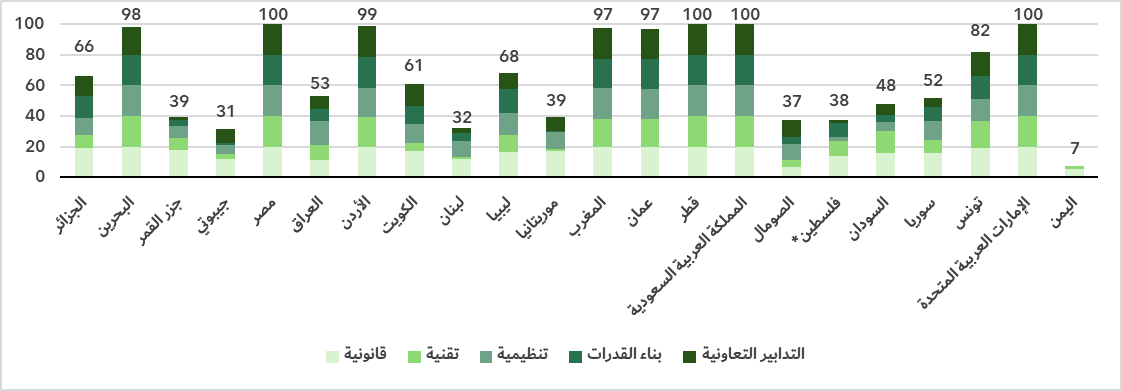 100
80
60
40
20
0
66
98
39
31
100
53
99
61
32
68
39
97
97
100
100
37
38
48
52
82
100
7
الجزائر
البحرين
جزر القمر
جيبوتي
مصر
العراق
الأردن
الكويت
لبنان
ليبيا
موريتانيا
المغرب
عمان
قطر
المملكة العربية السعودية
الصومال
فلسطين *
السودان
سوريا
تونس
الإمارات العربية المتحدة
اليمن
قانونية تقنية تنظيمية بناء القدرات التدابير التعاونية